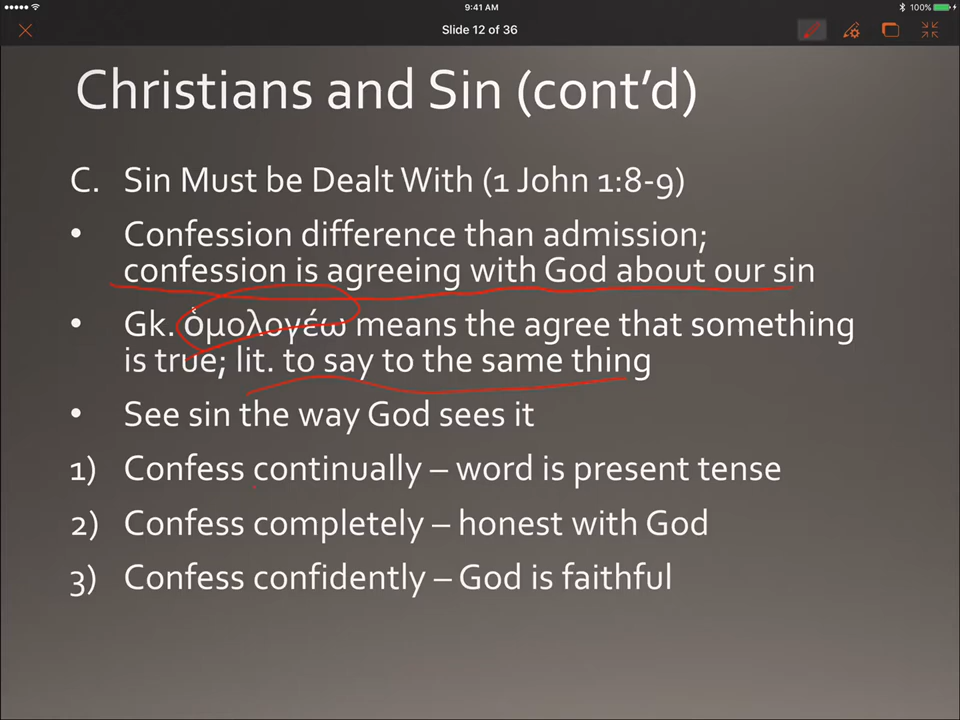 9:41 AM
100%
Slide 12 of 36
Christians and Sin (cont’d)
C. Sin Must be Dealt With (1 John 1:8-9)
• Confession difference than admission;
confession is agreeing with God about our sin
• Gk. ὁμολογέω means the agree that something
is true; lit. to say to the same thing
• See sin the way God sees it
1) Confess continually – word is present tense
2) Confess completely – honest with God
3) Confess confidently – God is faithful